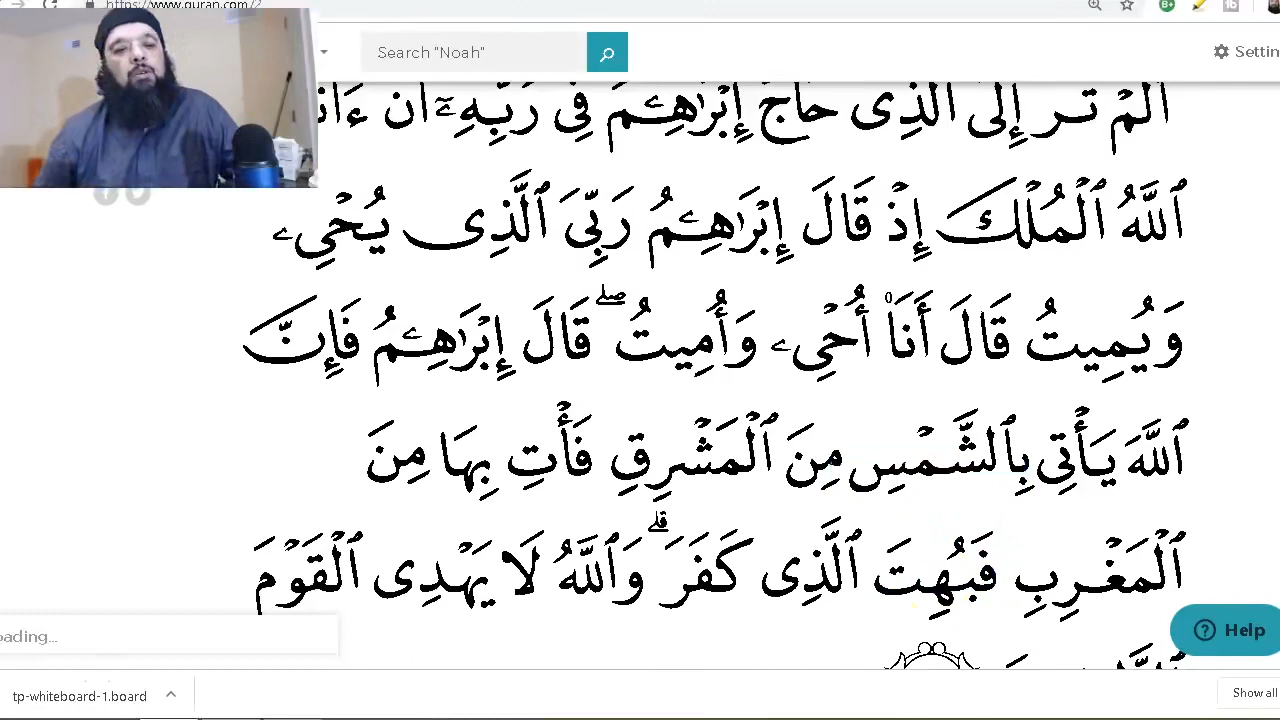 https://www.quran.com/2
Search "Noah"
Settin
أَلَمْ تَرَ إِلَى ٱلَّذِى حَآجَّ إِبْرَٰهِـۧمَ فِى رَبِّهِۦٓ أَنْ ءَاتَ
ٱللَّهُ ٱلْمُلْكَ إِذْ قَالَ إِبْرَٰهِـۧمُ رَبِّىَ ٱلَّذِى يُحْىِۦ
وَيُمِيتُ قَالَ أَنَا۠ أُحْىِۦ وَأُمِيتُ ۖ قَالَ إِبْرَٰهِـۧمُ فَإِنَّ
ٱللَّهَ يَأْتِى بِٱلشَّمْسِ مِنَ ٱلْمَشْرِقِ فَأْتِ بِهَا مِنَ
ٱلْمَغْرِبِ فَبُهِتَ ٱلَّذِى كَفَرَ ۗ وَٱللَّهُ لَا يَهْدِى ٱلْقَوْمَ
oading...
Help
tp-whiteboard-1.board
Show all